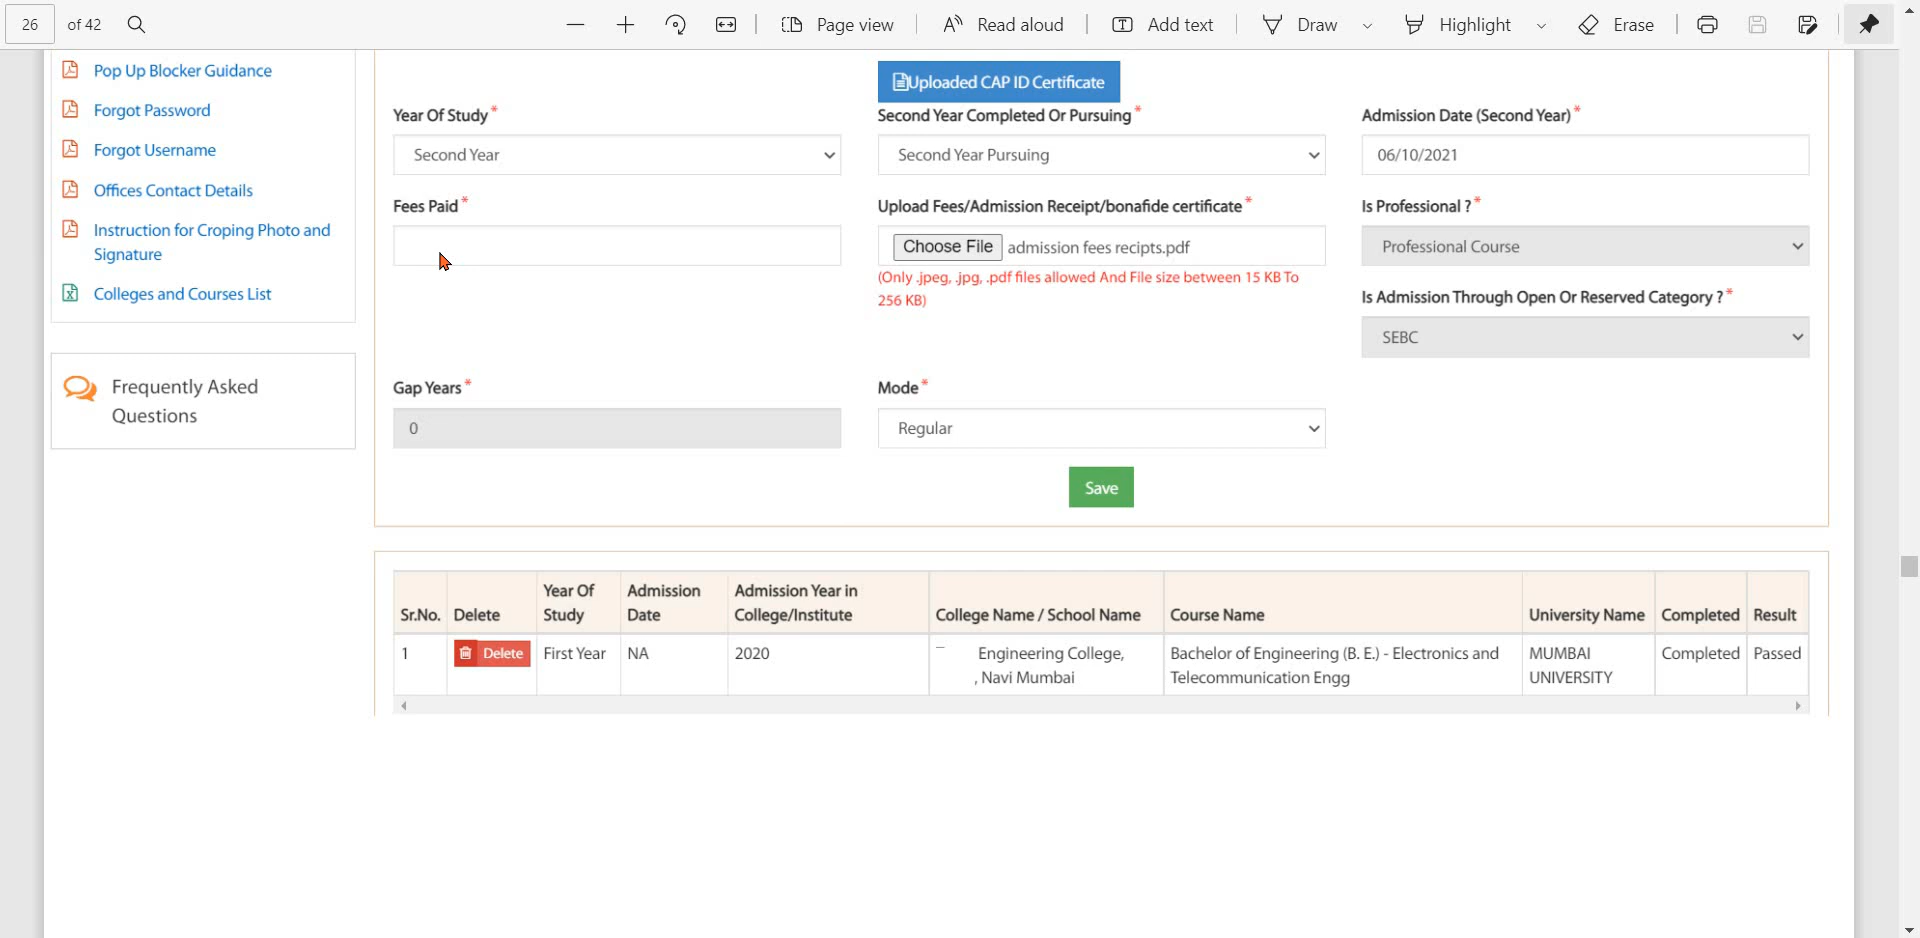 26 of 42 Page view Read aloud Add text Draw Highlight Erase
Pop Up Blocker Guidance
Forgot Password
Forgot Username
Offices Contact Details
Instruction for Croping Photo and
Signature
Colleges and Courses List
Frequently Asked
Questions
Uploaded CAP ID Certificate
Year Of Study * Second Year Completed Or Pursuing * Admission Date (Second Year) *
Second Year Second Year Pursuing 06/10/2021
Fees Paid * Upload Fees/Admission Receipt/bonafide certificate * Is Professional ? *
Choose File admission fees recipts.pdf Professional Course
(Only .jpeg, .jpg, .pdf files allowed And File size between 15 KB To
256 KB)
Is Admission Through Open Or Reserved Category ? *
SEBC
Gap Years * Mode *
0 Regular
Save
Sr.No. Delete Year Of Study Admission Date Admission Year in College/Institute College Name / School Name Course Name University Name Completed Result
1 Delete First Year NA 2020 Engineering College, Bachelor of Engineering (B. E.) - Electronics and MUMBAI Completed Passed
, Navi Mumbai Telecommunication Engg UNIVERSITY